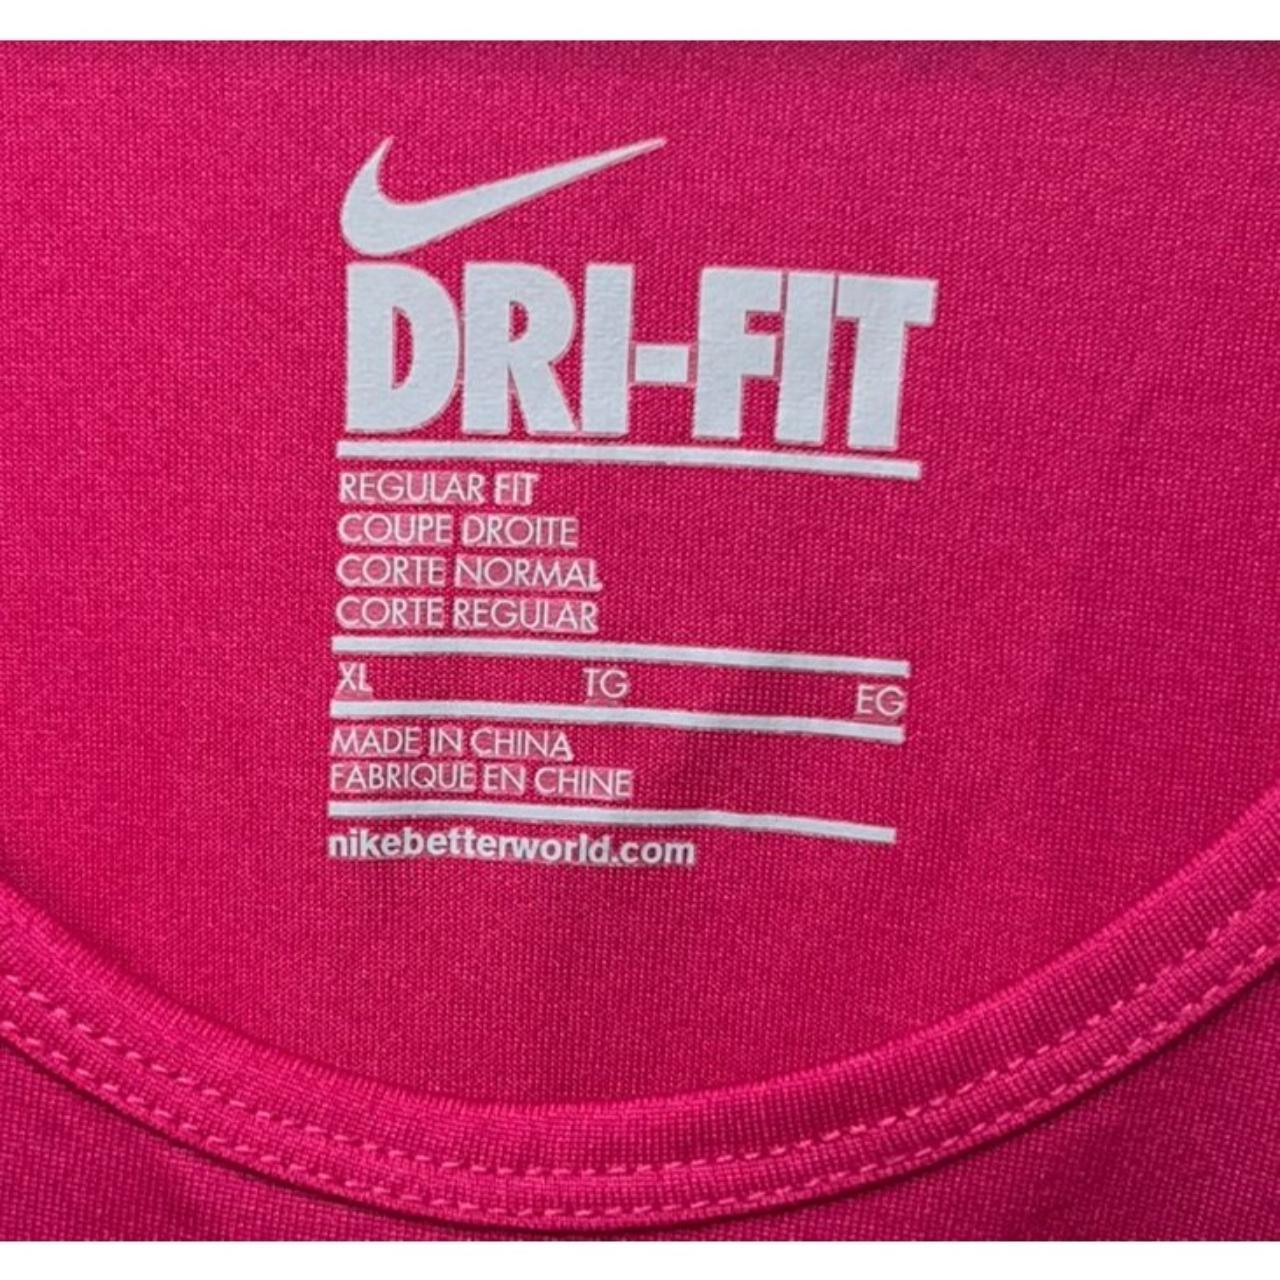 DRI-FIT
REGULAR FIT
COUPE DROITE
CORTE NORMAL
CORTE REGULAR
XL TG EG
MADE IN CHINA
FABRIQUE EN CHINE
nikebetterworld.com